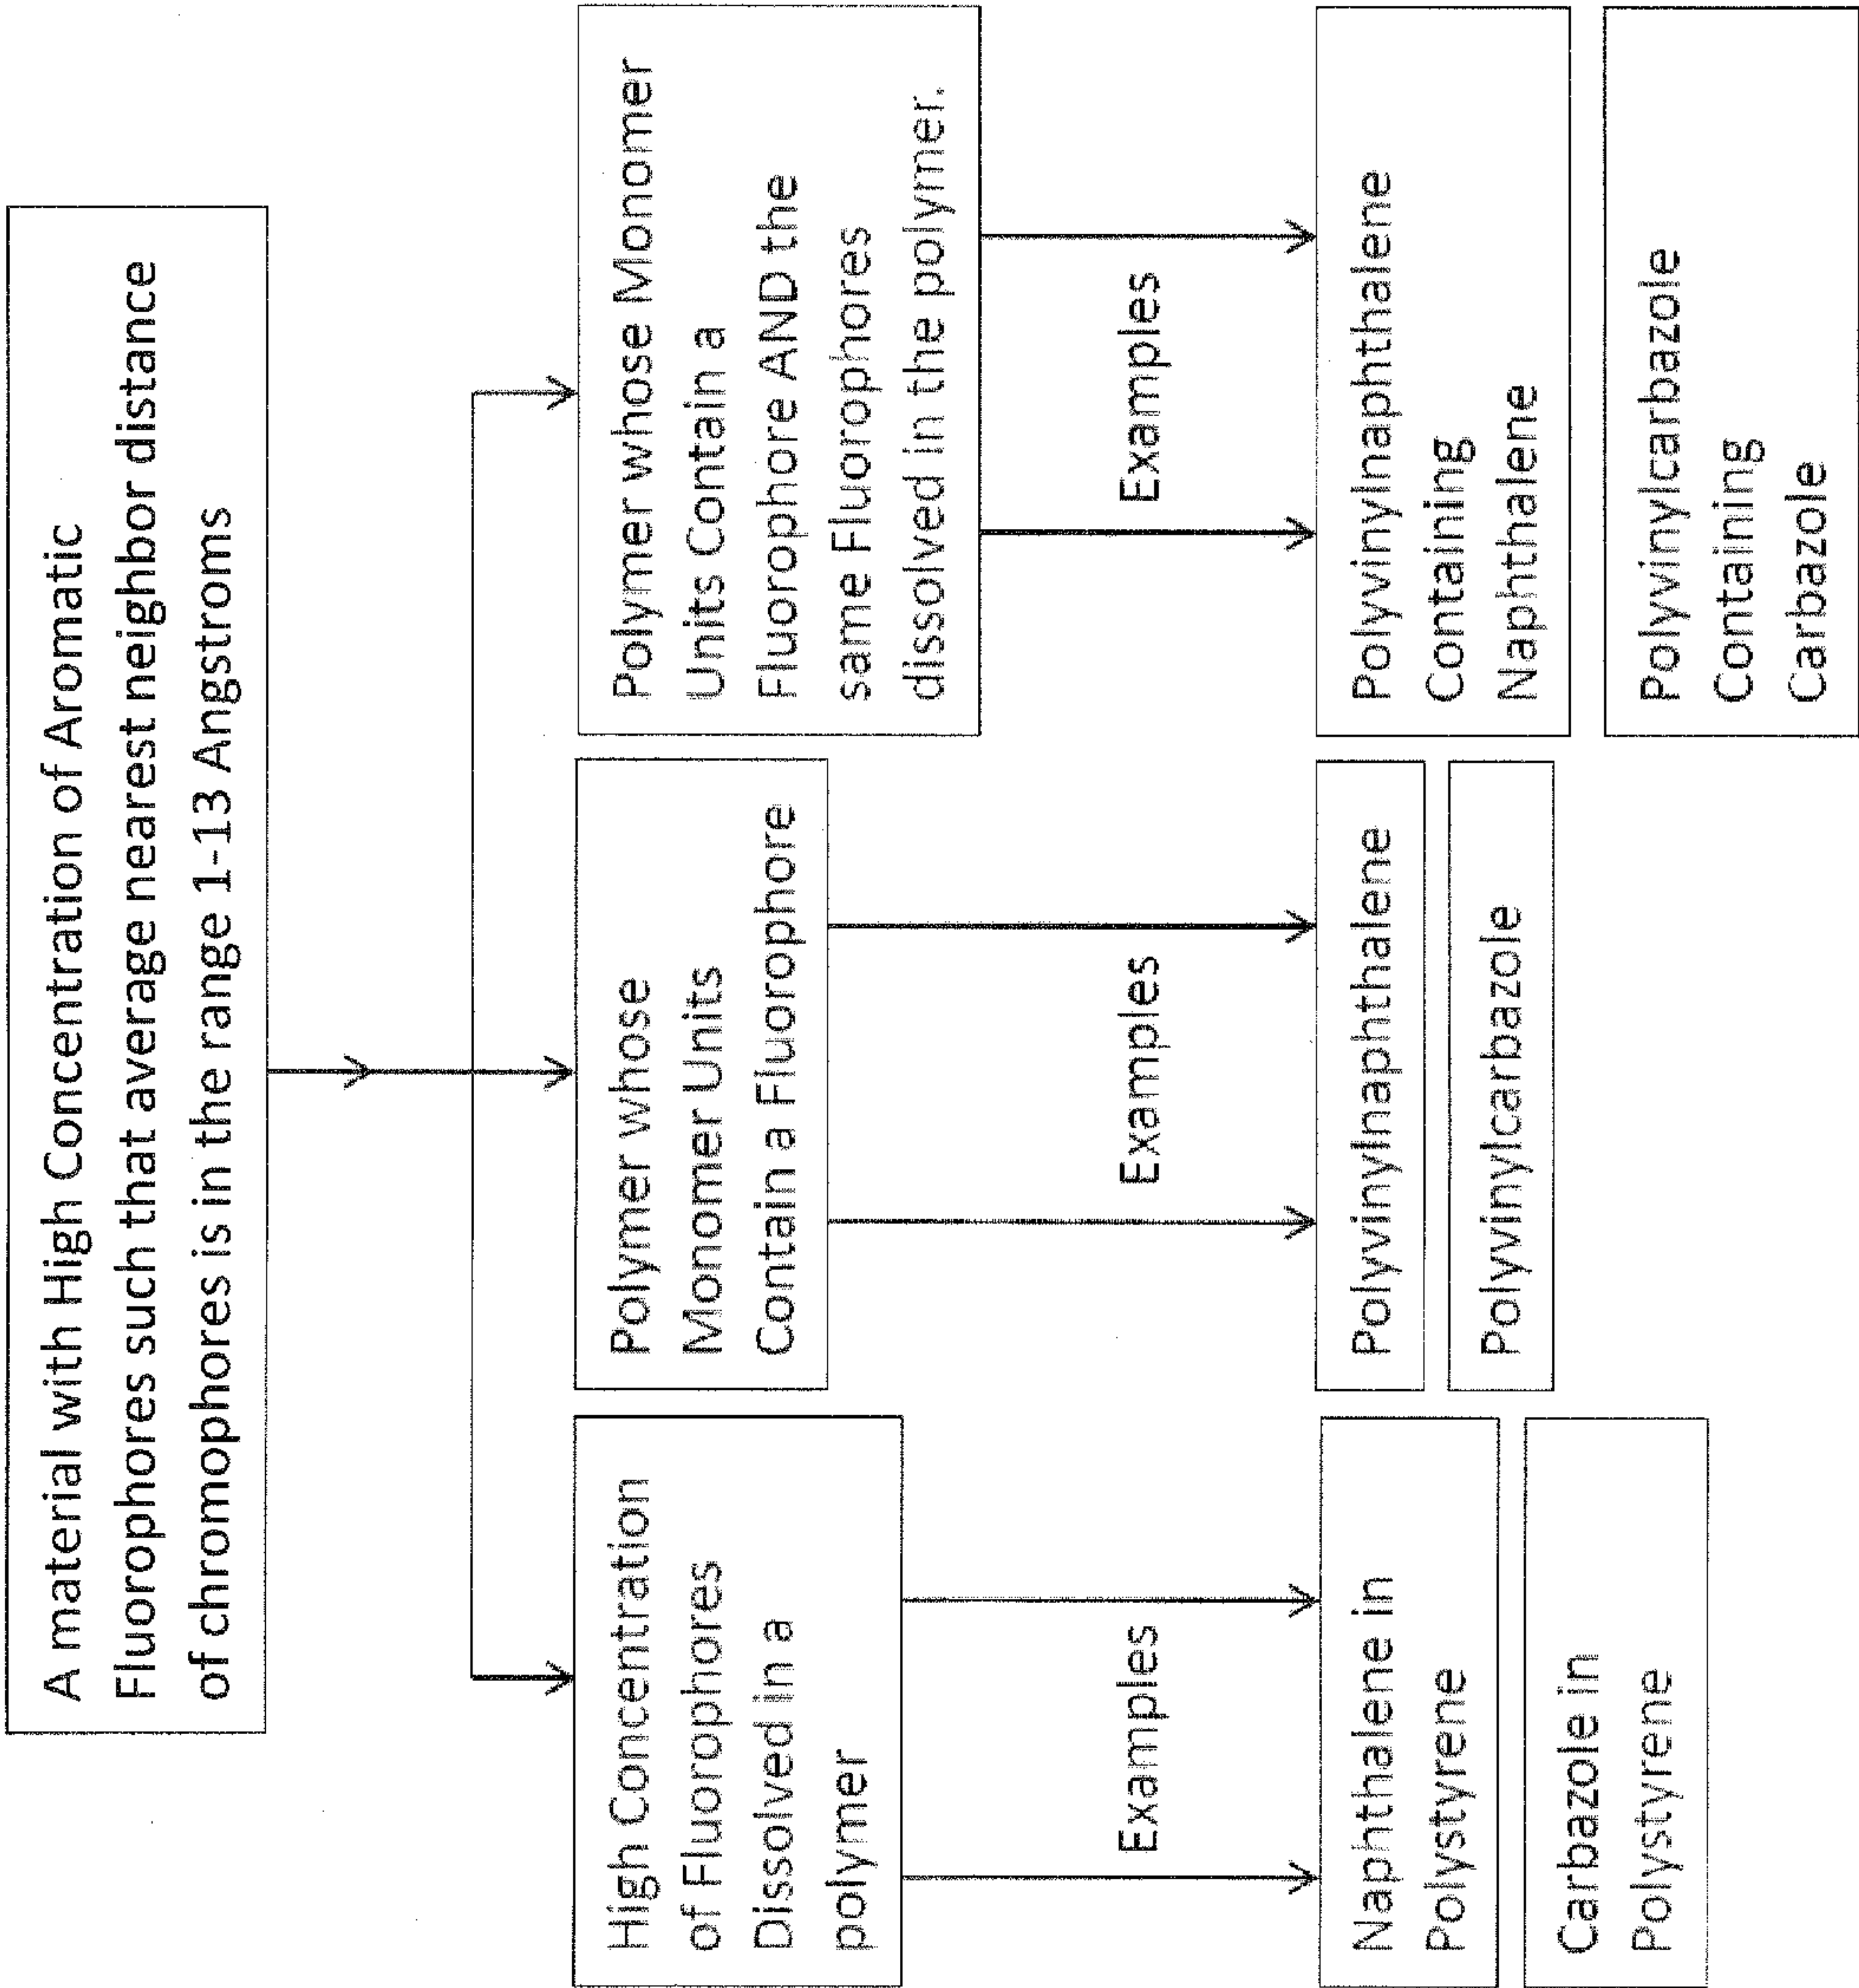 A material with High Concentration of Aromatic
Fluorophores such that average nearest neighbor distance
of chromophores is in the range 1-13 Angstroms
High Concentration
of Fluorophores
Dissolved in a
polymer
Examples
Naphthalene in
Polystyrene
Carbazole in
Polystyrene
Polymer whose
Monomer Units
Contain a Fluorophore
Examples
Polyvinylnaphthalene
Polyvinylcarbazole
Polymer whose Monomer
Units Contain a
Fluorophore AND the
same Fluorophores
dissolved in the polymer.
Examples
Polyvinylnaphthalene
Containing
Naphthalene
Polyvinylcarbazole
Containing
Carbazole